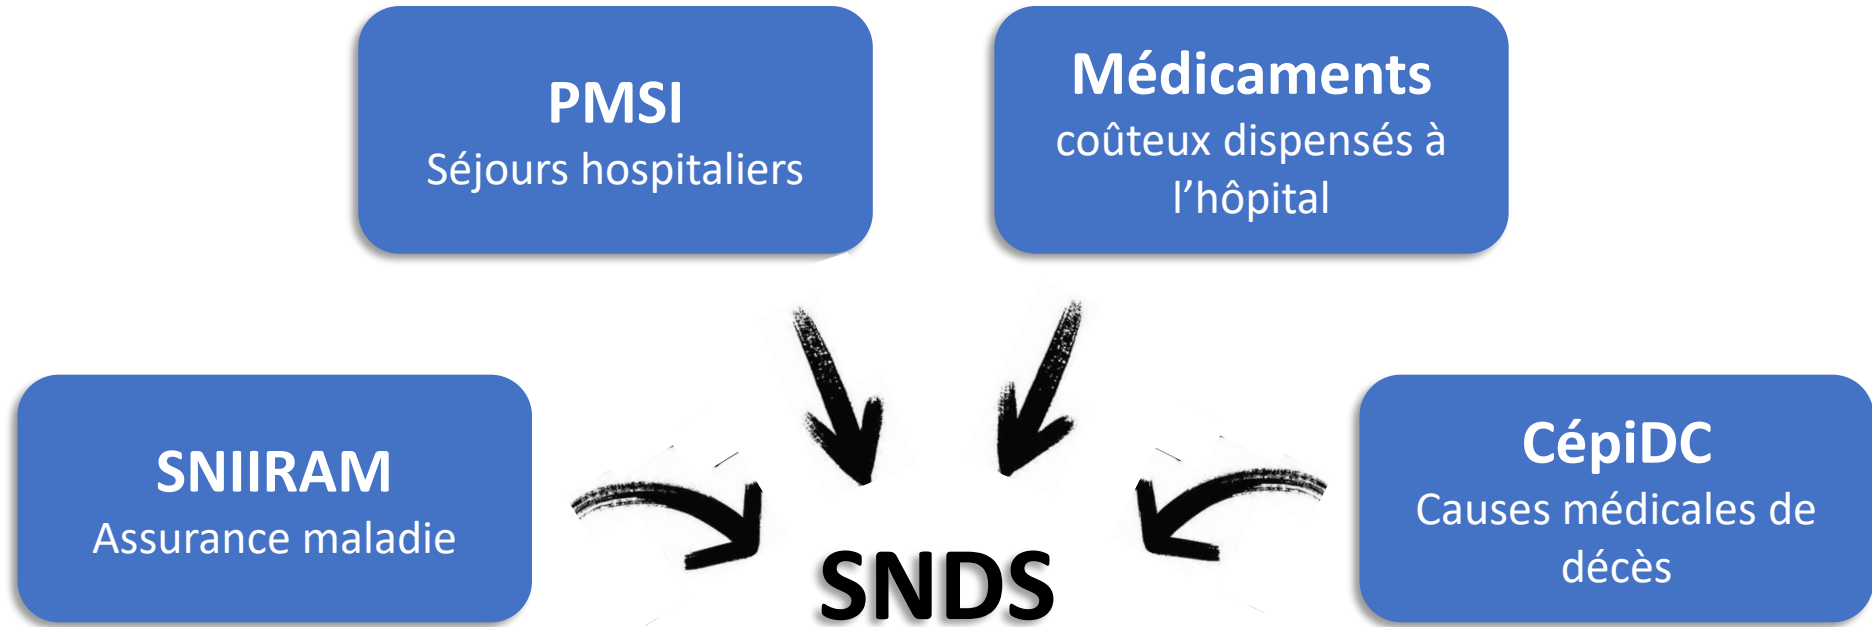 PMSI
Séjours hospitaliers
Médicaments
coûteux dispensés à
l’hôpital
SNIIRAM
Assurance maladie
CépiDC
Causes médicales de
décès
SNDS